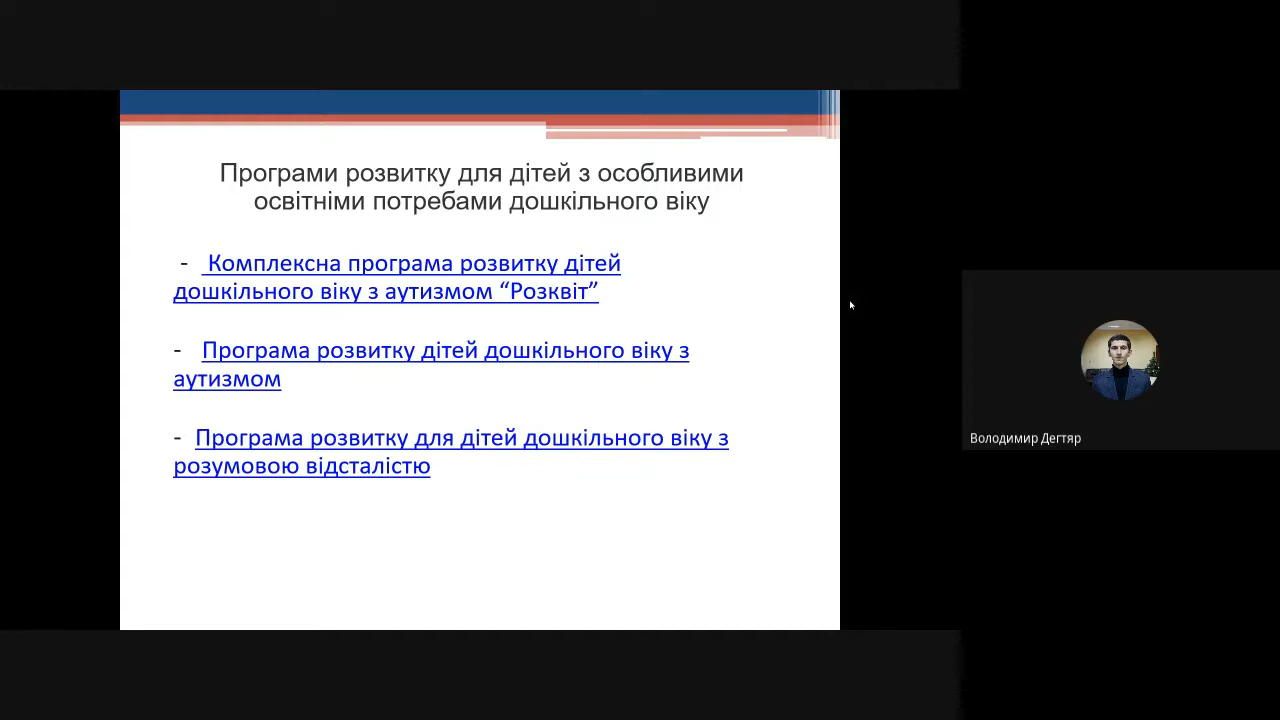 Програми розвитку для дітей з особливими
освітніми потребами дошкільного віку
- Комплексна програма розвитку дітей
дошкільного віку з аутизмом “Розквіт”
- Програма розвитку дітей дошкільного віку з
аутизмом
- Програма розвитку для дітей дошкільного віку з
розумовою відсталістю
Володимир Дегтяр